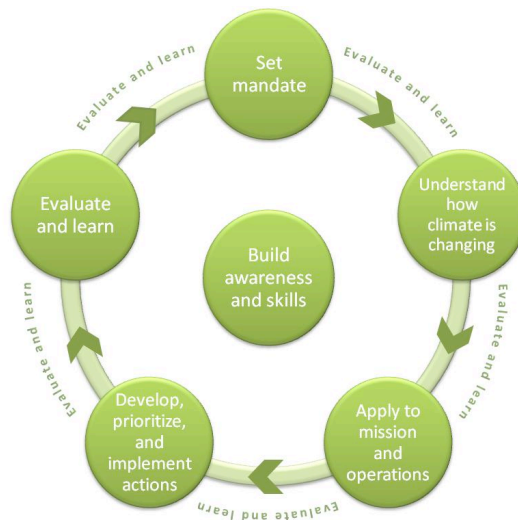 Set
mandate
Evaluate and learn
Understand
how
climate is
changing
Evaluate and learn
Apply to
mission
and
operations
Evaluate and learn
Develop,
prioritize,
and
implement
actions
Evaluate and learn
Evaluate
and learn
Evaluate and learn
Build
awareness
and skills